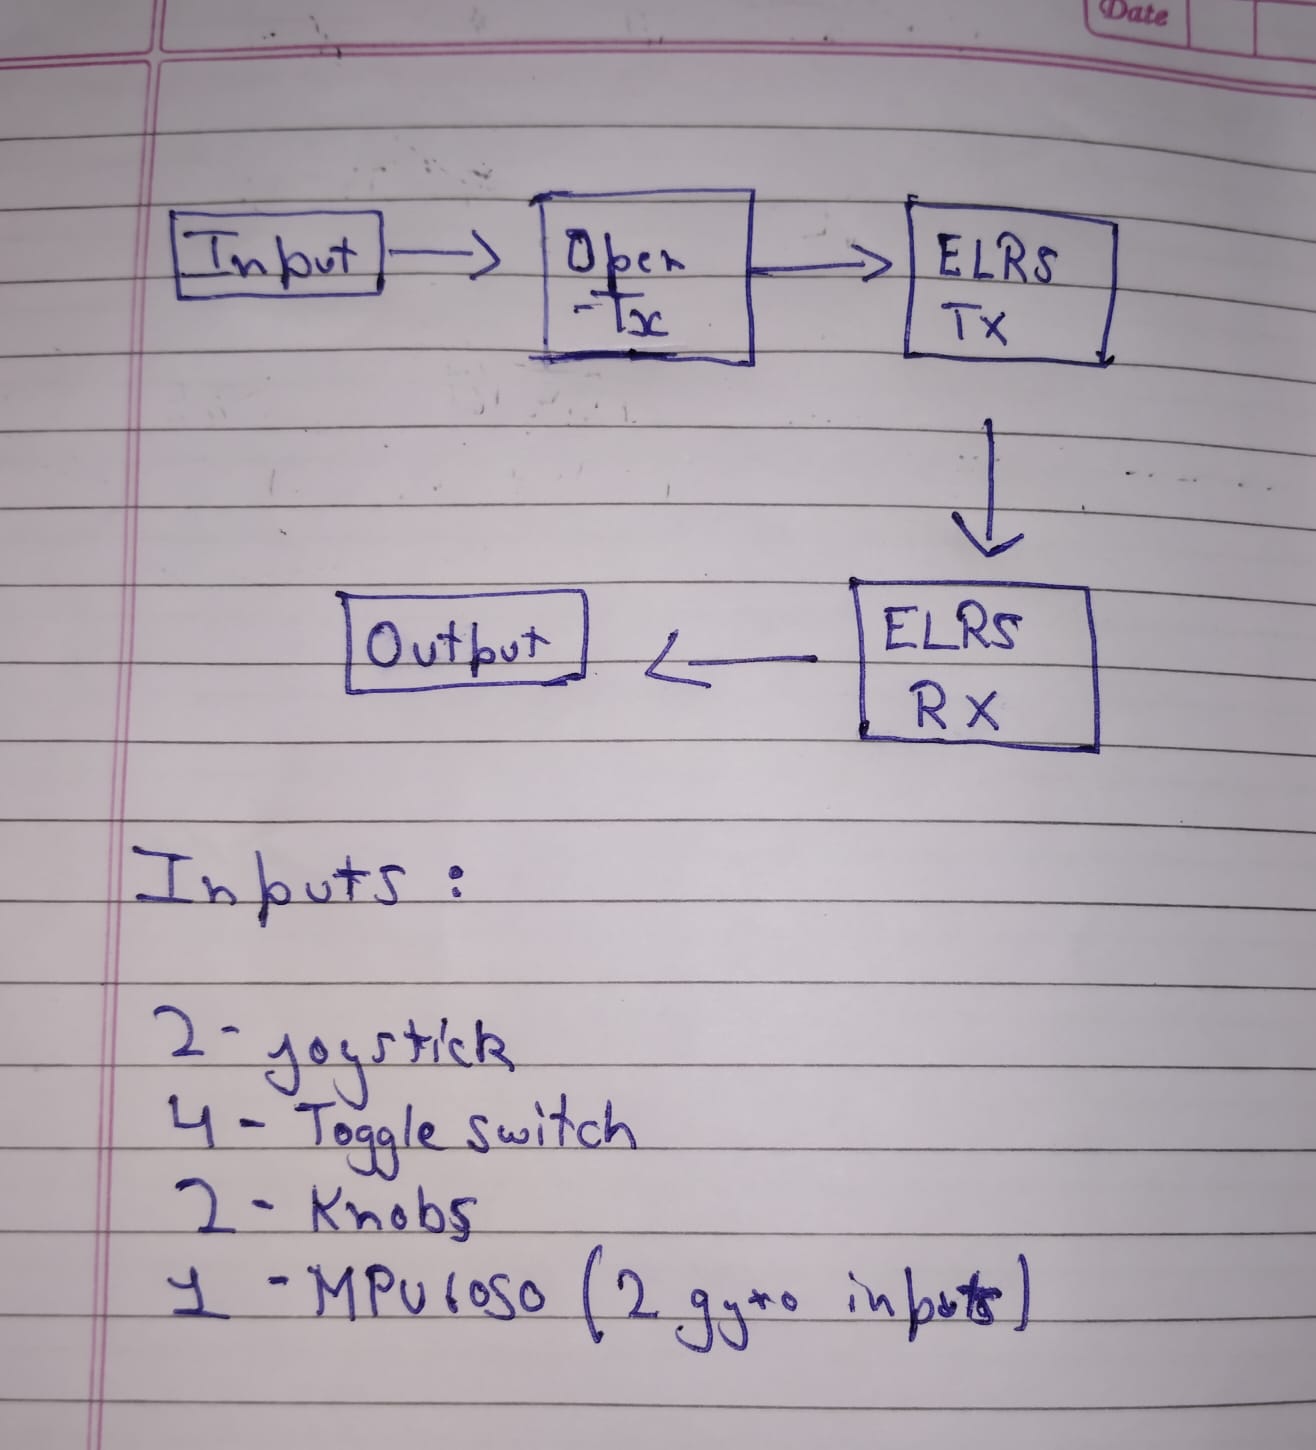 Date
Input
Open
-Tx
ELRS
TX
ELRS
RX
Output
Inputs :
2 - joystick
4 - Toggle switch
2 - Knobs
1 - MPU6050 (2 gyro inputs)